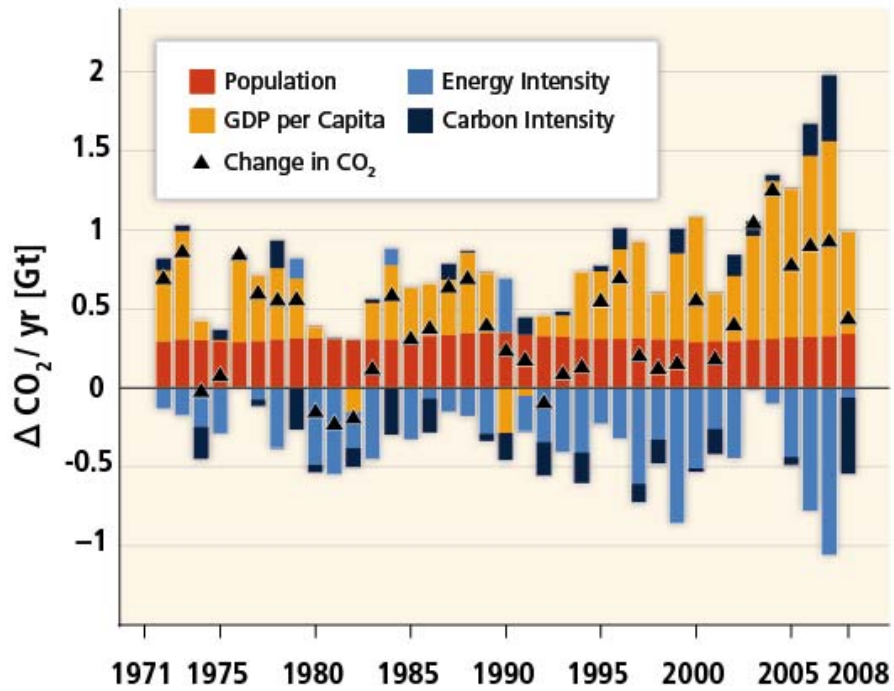 Population
Energy Intensity
GDP per Capita
Carbon Intensity
Change in CO₂
Δ CO₂ / yr [Gt]
2
1.5
1
0.5
0
-0.5
−1
1971 1975 1980 1985 1990 1995 2000 2005 2008